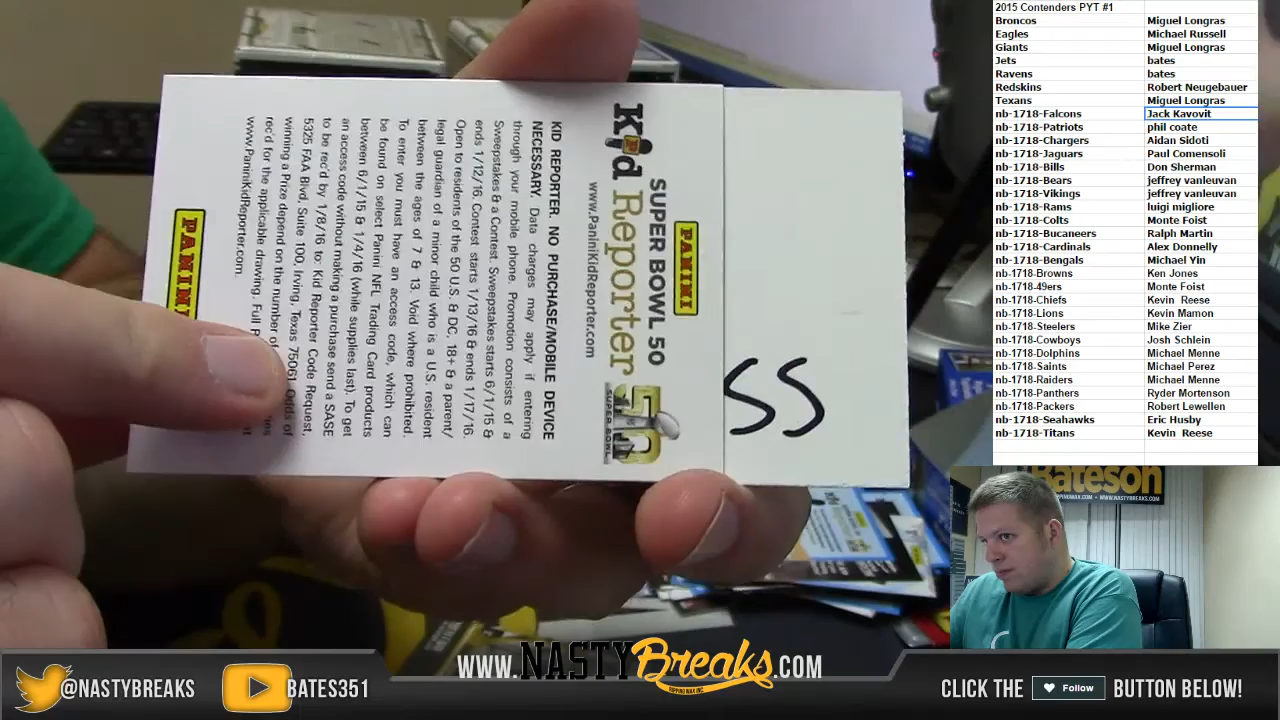 2015 Contenders PYT #1
Broncos Miguel Longras
Eagles Michael Russell
Giants Miguel Longras
Jets bates
Ravens bates
Redskins Robert Neugebauer
Texans Miguel Longras
nb-1718-Falcons Jack Kavovit
nb-1718-Patriots phil coate
nb-1718-Chargers Aidan Sidoti
nb-1718-Jaguars Paul Comensoli
nb-1718-Bills Don Sherman
nb-1718-Bears jeffrey vanleuvan
nb-1718-Vikings jeffrey vanleuvan
nb-1718-Rams luigi migliore
nb-1718-Colts Monte Foist
nb-1718-Bucaneers Ralph Martin
nb-1718-Cardinals Alex Donnelly
nb-1718-Bengals Michael Yin
nb-1718-Browns Ken Jones
nb-1718-49ers Monte Foist
nb-1718-Chiefs Kevin Reese
nb-1718-Lions Kevin Mamon
nb-1718-Steelers Mike Zier
nb-1718-Cowboys Josh Schlein
nb-1718-Dolphins Michael Menne
nb-1718-Saints Michael Perez
nb-1718-Raiders Michael Menne
nb-1718-Panthers Ryder Mortenson
nb-1718-Packers Robert Lewellen
nb-1718-Seahawks Eric Husby
nb-1718-Titans Kevin Reese
PANINI
SUPER BOWL 50
Kid Reporter
SUPER BOWL
50
www.PaniniKidReporter.com
KID REPORTER. NO PURCHASE/MOBILE DEVICE
NECESSARY. Data charges may apply if entering
through your mobile phone. Promotion consists of a
Sweepstakes & a Contest. Sweepstakes starts 6/1/15 &
ends 1/12/16. Contest starts 1/13/16 & ends 1/17/16.
Open to residents of the 50 U.S. & DC, 18+ & a parent/
legal guardian of a minor child who is a U.S. resident
between the ages of 7 & 13. Void where prohibited.
To enter you must have an access code, which can
be found on select Panini NFL Trading Card products
between 6/1/15 & 1/4/16 (while supplies last). To get
an access code without making a purchase send a SASE
to be rec'd by 1/8/16 to: Kid Reporter Code Request,
5325 FAA Blvd, Suite 100, Irving, Texas 75061. Odds of
winning a Prize depend on the number of
rec'd for the applicable drawing. Full
www.PaniniKidReporter.com.
PANINI
SS
Bateson
@NASTYBREAKS
BATES351
WWW.NASTYBreaks.COM
RIPPING WAX INC
CLICK THE Follow BUTTON BELOW!